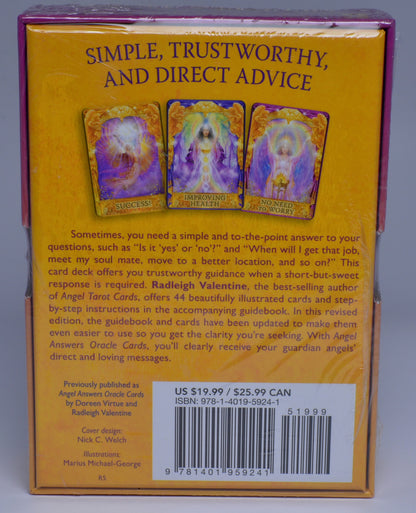 SIMPLE, TRUSTWORTHY,
AND DIRECT ADVICE
SUCCESS!
IMPROVING
HEALTH
NO NEED
TO WORRY
Sometimes, you need a simple and to-the-point answer to your
questions, such as “Is it ‘yes’ or ‘no’?” and “When will I get that job,
meet my soul mate, move to a better location, and so on?” This
card deck offers you trustworthy guidance when a short-but-sweet
response is required. Radleigh Valentine, the best-selling author
of Angel Tarot Cards, offers 44 beautifully illustrated cards and step-
by-step instructions in the accompanying guidebook. In this revised
edition, the guidebook and cards have been updated to make them
even easier to use so you get the clarity you're seeking. With Angel
Answers Oracle Cards, you'll clearly receive your guardian angels'
direct and loving messages.
Previously published as
Angel Answers Oracle Cards
by Doreen Virtue and
Radleigh Valentine
Cover design:
Nick C. Welch
Illustrations:
Marius Michael-George
RS
US $19.99 / $25.99 CAN
ISBN: 978-1-4019-5924-1
51999
9 781401 959241